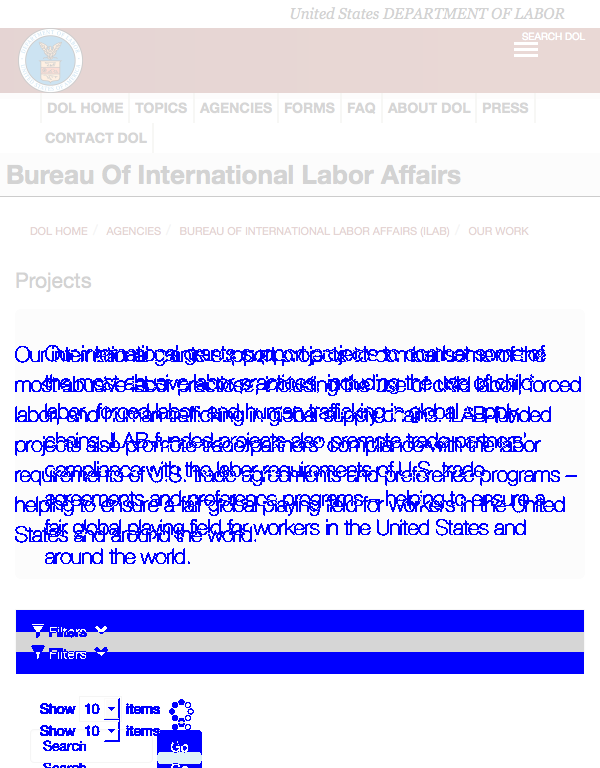 United States DEPARTMENT OF LABOR
SEARCH DOL
DOL HOME TOPICS AGENCIES FORMS FAQ ABOUT DOL PRESS
CONTACT DOL
Bureau Of International Labor Affairs
DOL HOME / AGENCIES / BUREAU OF INTERNATIONAL LABOR AFFAIRS (ILAB) / OUR WORK
Projects
Our international grants support projects to combat some of the
most abusive labor practices, including the use of child labor, forced
labor, and human trafficking in global supply chains. ILAB-funded
projects also promote trade partners' compliance with the labor
requirements of U.S. trade agreements and preference programs –
helping to ensure a fair global playing field for workers in the United
States and around the world.
Our international grants support projects to combat some of
the most abusive labor practices, including the use of child
labor, forced labor, and human trafficking in global supply
chains. ILAB-funded projects also promote trade partners'
compliance with the labor requirements of U.S. trade
agreements and preference programs – helping to ensure a
fair global playing field for workers in the United States and
around the world.
Filters
Filters
Show 10 items
Show 10 items
Search Go
Search Go